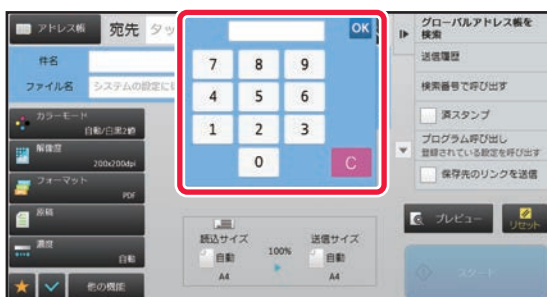 アドレス帳
宛先
タッ
OK
件名
ファイル名
システムの設定に
7 8 9
4 5 6
1 2 3
0 C
カラーモード
自動/白黒2値
解像度
200x200dpi
フォーマット
PDF
原稿
濃度
自動
他の機能
読込サイズ
自動
A4
100%
送信サイズ
自動
A4
グローバルアドレス帳を
検索
送信履歴
検索番号で呼び出す
済スタンプ
プログラム呼び出し
登録されている設定を呼び出す
保存先のリンクを送信
プレビュー
リセット
スタート